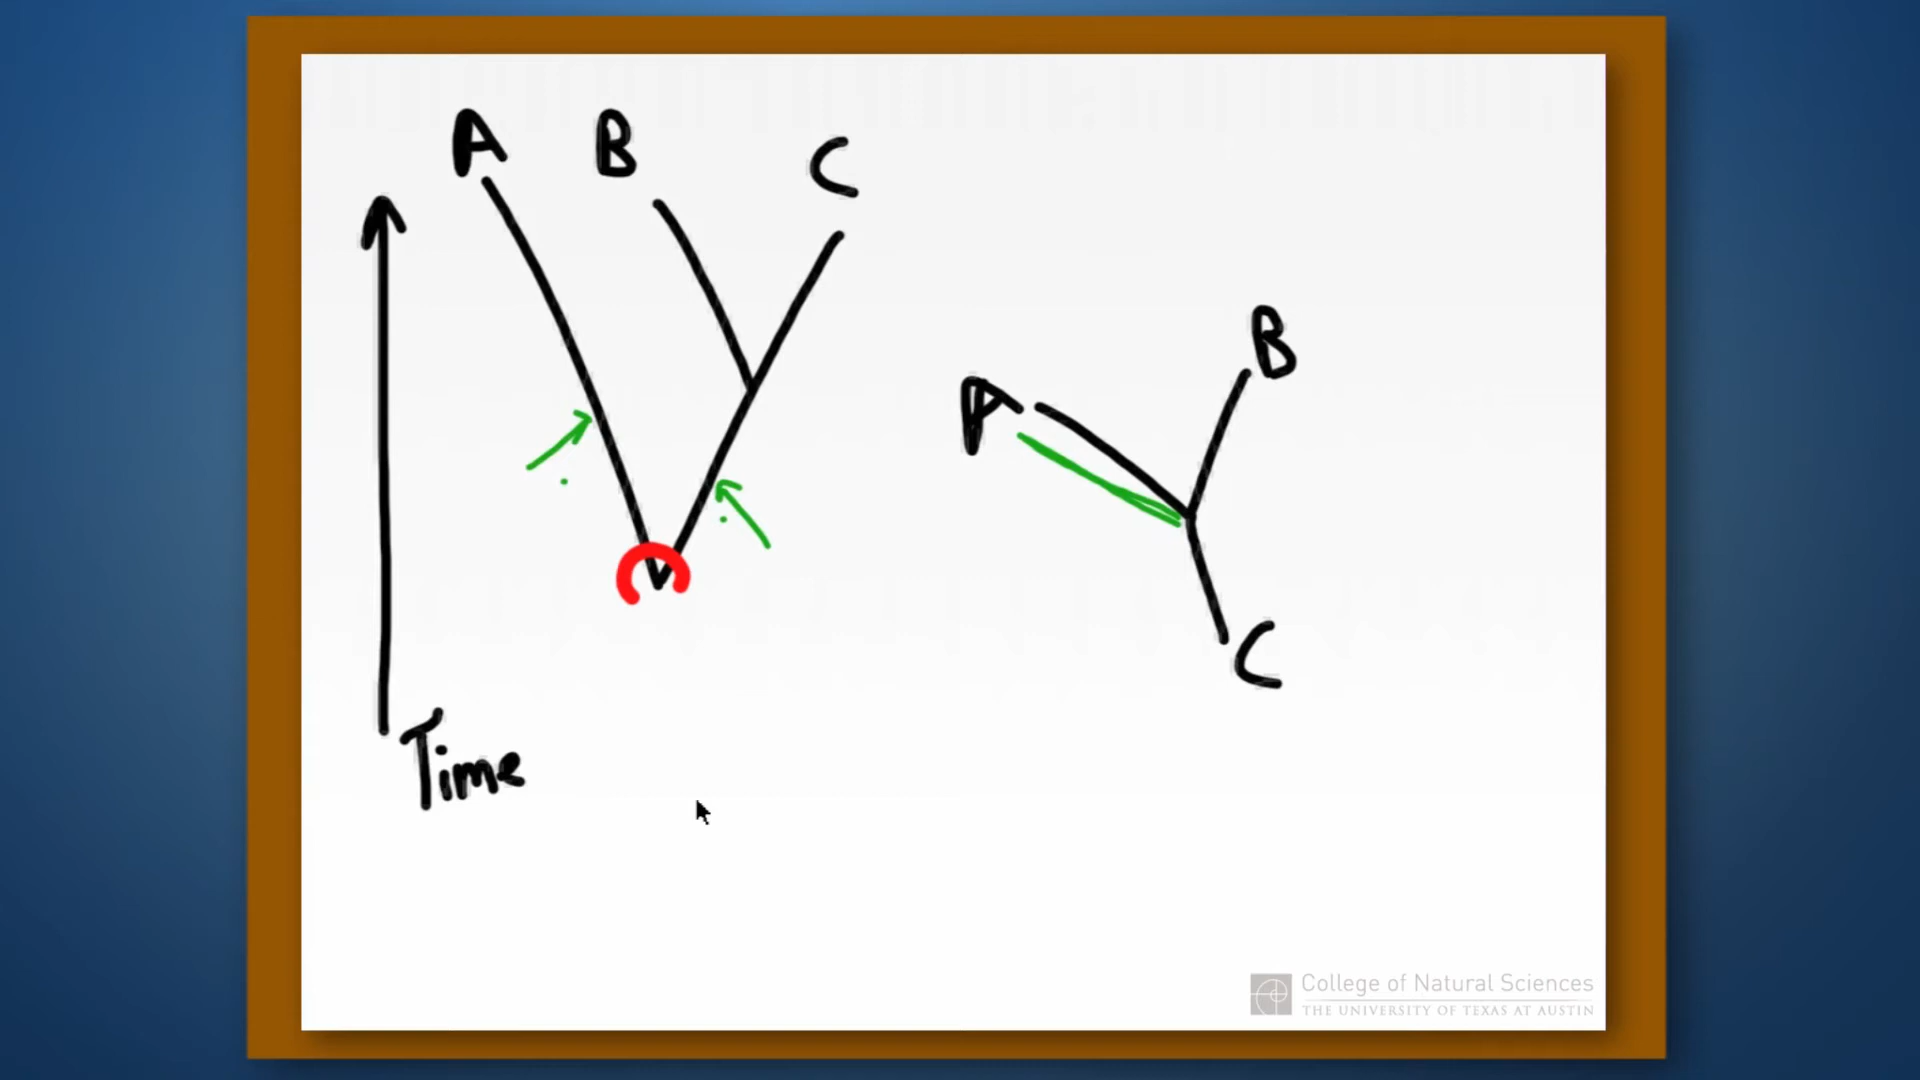 A B C
B
A
C
Time
College of Natural Sciences
THE UNIVERSITY OF TEXAS AT AUSTIN